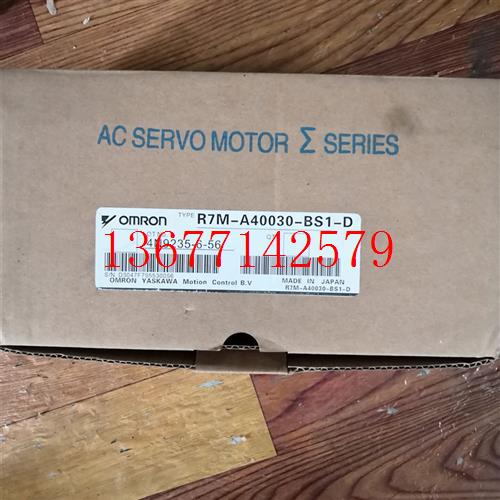 AC SERVO MOTOR Σ SERIES
OMRON TYPE R7M-A40030-BS1-D
13677142579
S/N D3047F795530056
OMRON YASKAWA Motion Control B.V MADE IN JAPAN
R7M-A40030-BS1-D